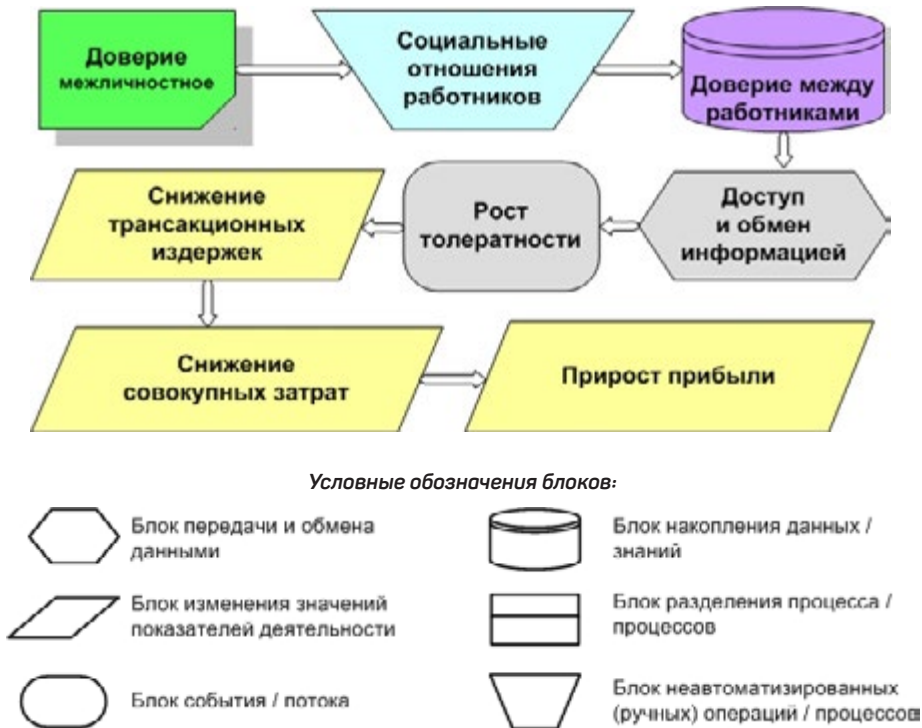 Доверие
межличностное
Социальные
отношения
работников
Доверие между
работниками
Снижение
трансакционных
издержек
Рост
толератности
Доступ
и обмен
информацией
Снижение
совокупных затрат
Прирост прибыли
Условные обозначения блоков:
Блок передачи и обмена
данными
Блок накопления данных /
знаний
Блок изменения значений
показателей деятельности
Блок разделения процесса /
процессов
Блок события / потока
Блок неавтоматизированных
(ручных) операций / процессов